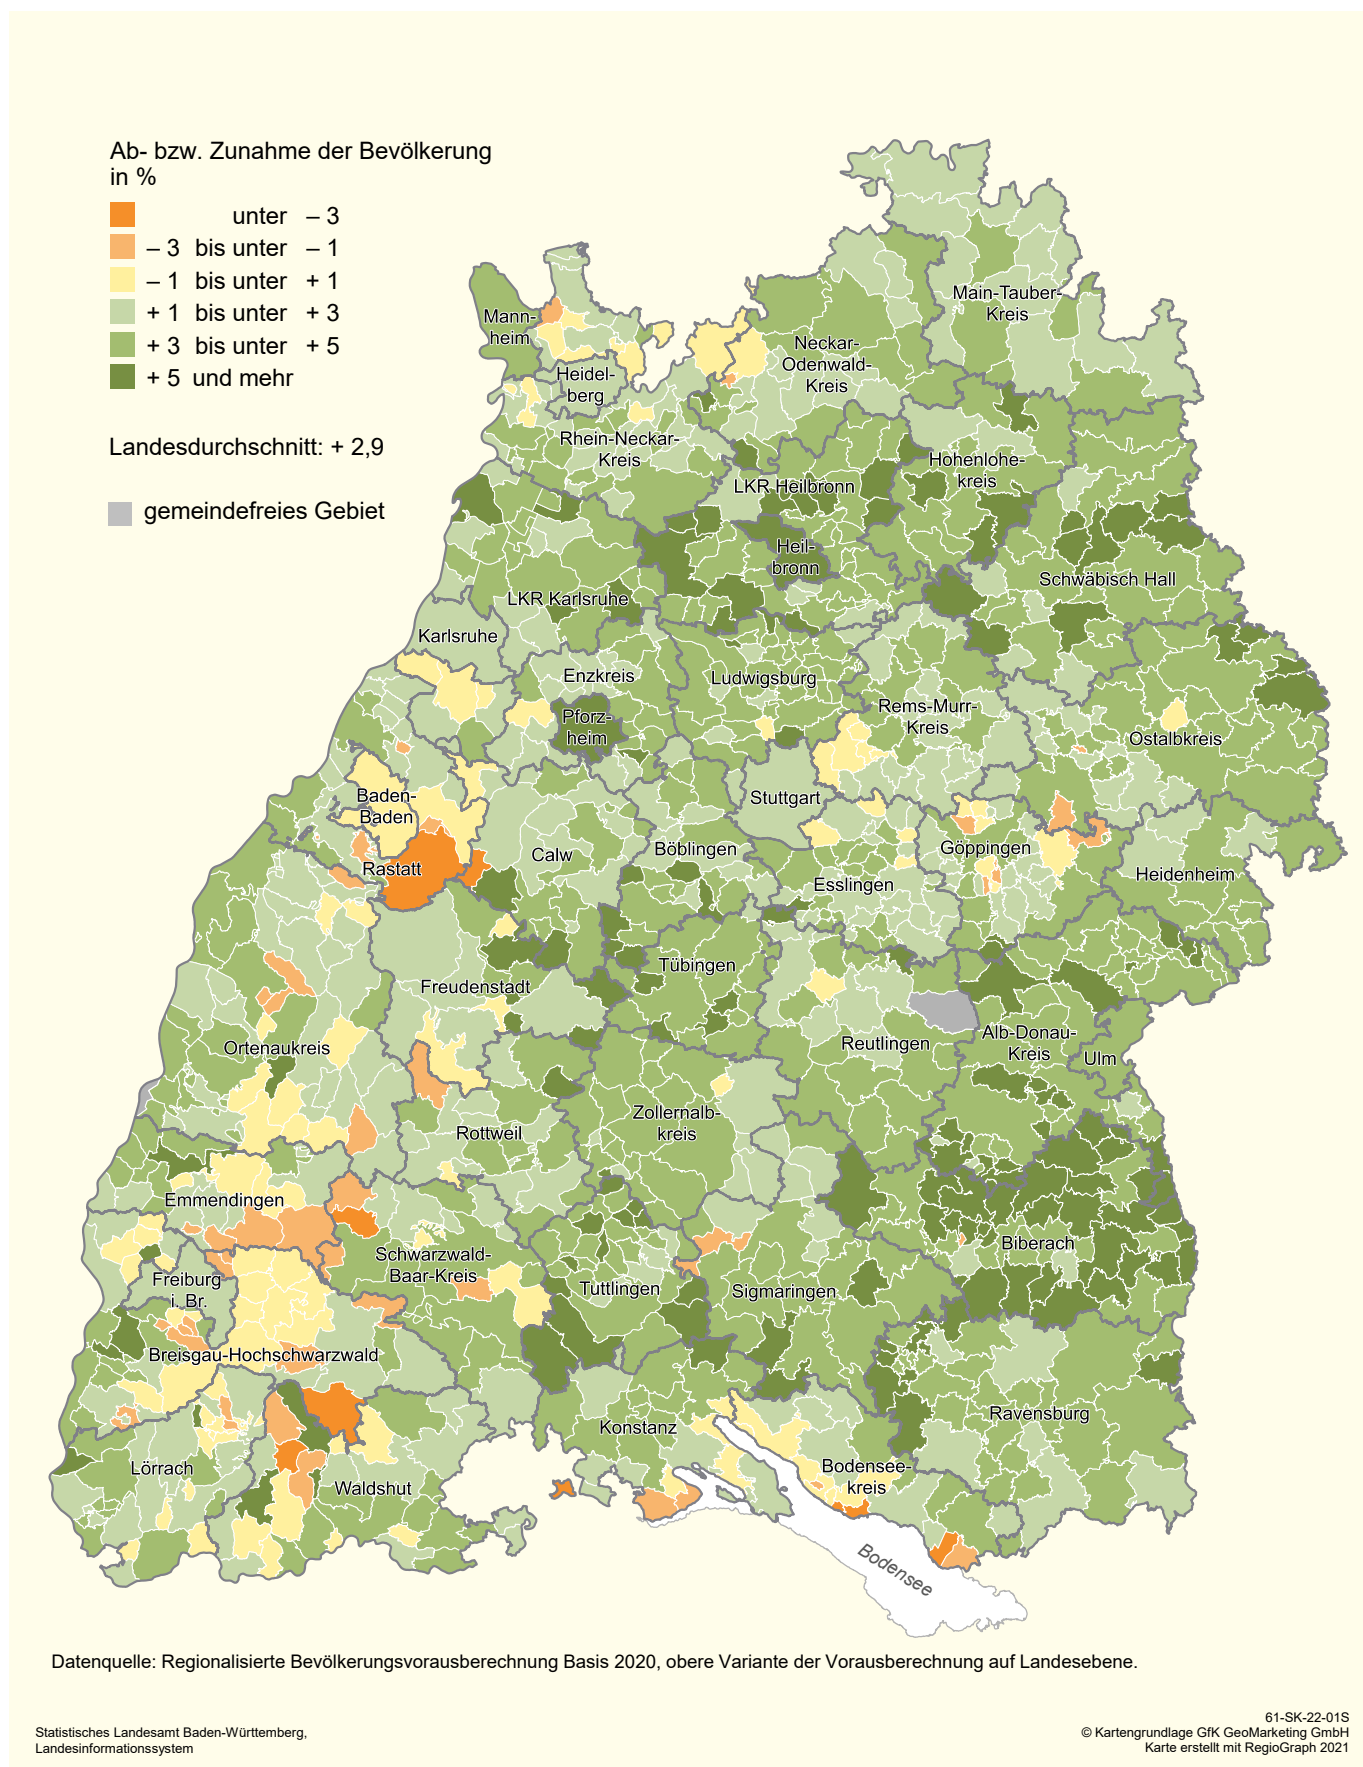 Ab- bzw. Zunahme der Bevölkerung
in %
unter – 3
– 3 bis unter – 1
– 1 bis unter + 1
+ 1 bis unter + 3
+ 3 bis unter + 5
+ 5 und mehr
Landesdurchschnitt: + 2,9
gemeindefreies Gebiet
Main-Tauber-
Kreis
Mann-
heim
Neckar-
Odenwald-
Kreis
Heidel-
berg
Rhein-Neckar-
Kreis
Hohenlohe-
kreis
LKR Heilbronn
Heil-
bronn
Schwäbisch Hall
LKR Karlsruhe
Karlsruhe
Enzkreis
Ludwigsburg
Pforz-
heim
Rems-Murr-
Kreis
Ostalbkreis
Baden-
Baden
Stuttgart
Rastatt
Calw
Böblingen
Göppingen
Esslingen
Heidenheim
Tübingen
Freudenstadt
Ortenaukreis
Reutlingen
Alb-Donau-
Kreis
Ulm
Zollernalb-
kreis
Rottweil
Emmendingen
Schwarzwald-
Baar-Kreis
Biberach
Freiburg
i. Br.
Tuttlingen
Sigmaringen
Breisgau-Hochschwarzwald
Konstanz
Ravensburg
Lörrach
Waldshut
Bodensee-
kreis
Bodensee
Datenquelle: Regionalisierte Bevölkerungsvorausberechnung Basis 2020, obere Variante der Vorausberechnung auf Landesebene.
Statistisches Landesamt Baden-Württemberg,
Landesinformationssystem
61-SK-22-01S
© Kartengrundlage GfK GeoMarketing GmbH
Karte erstellt mit RegioGraph 2021